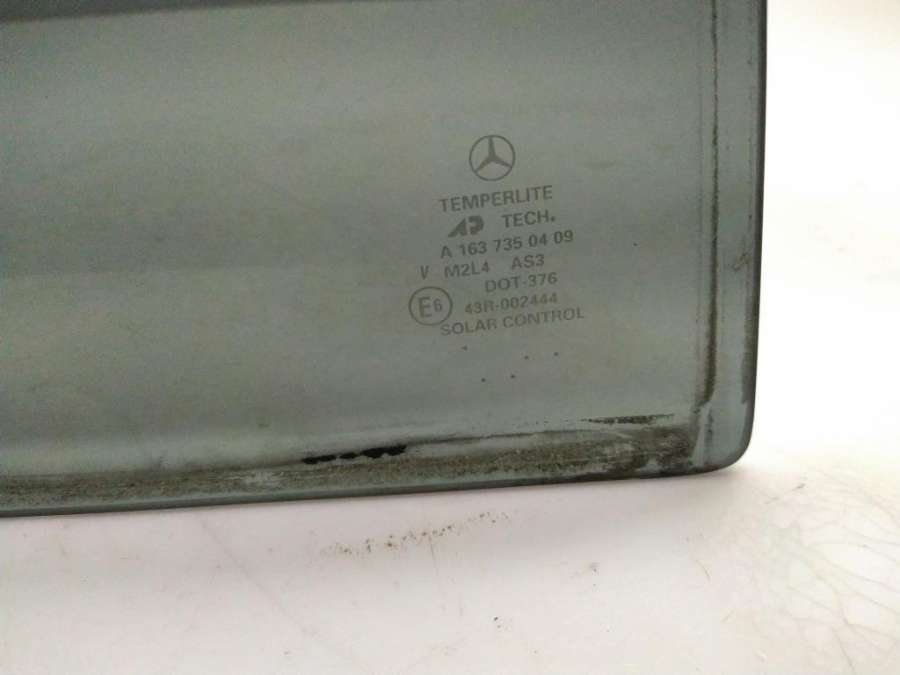 TEMPERLITE
AP TECH.
A 163 735 04 09
V M2L4 AS3
DOT-376
E6 43R-002444
SOLAR CONTROL